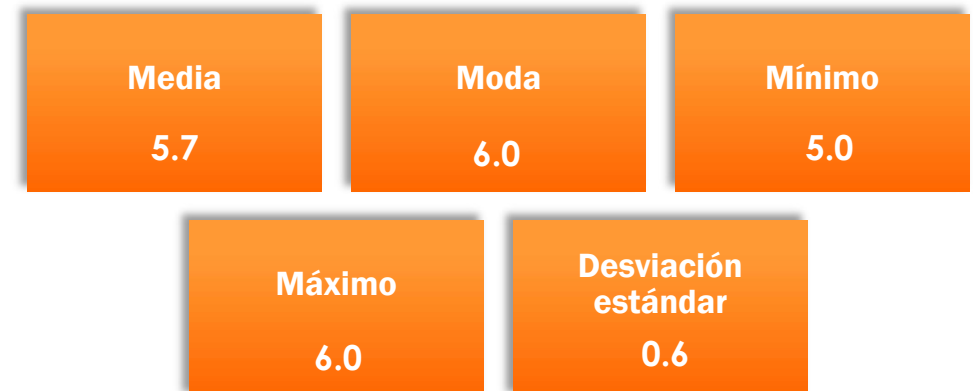 Media
5.7
Moda
6.0
Mínimo
5.0
Máximo
6.0
Desviación
estándar
0.6